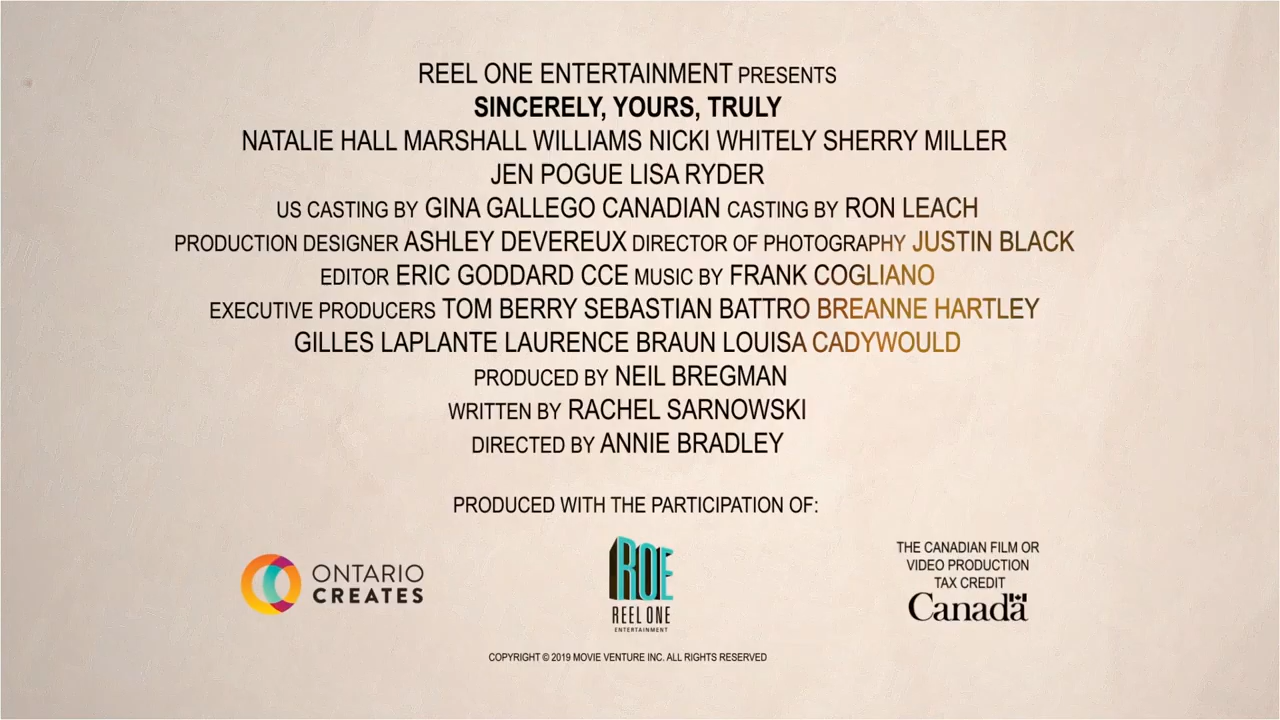 REEL ONE ENTERTAINMENT PRESENTS
SINCERELY, YOURS, TRULY
NATALIE HALL MARSHALL WILLIAMS NICKI WHITELY SHERRY MILLER
JEN POGUE LISA RYDER
US CASTING BY GINA GALLEGO CANADIAN CASTING BY RON LEACH
PRODUCTION DESIGNER ASHLEY DEVEREUX DIRECTOR OF PHOTOGRAPHY JUSTIN BLACK
EDITOR ERIC GODDARD CCE MUSIC BY FRANK COGLIANO
EXECUTIVE PRODUCERS TOM BERRY SEBASTIAN BATTRO BREANNE HARTLEY
GILLES LAPLANTE LAURENCE BRAUN LOUISA CADYWOULD
PRODUCED BY NEIL BREGMAN
WRITTEN BY RACHEL SARNOWSKI
DIRECTED BY ANNIE BRADLEY
PRODUCED WITH THE PARTICIPATION OF:
ONTARIO
CREATES
ROE
REEL ONE
ENTERTAINMENT
THE CANADIAN FILM OR
VIDEO PRODUCTION
TAX CREDIT
Canada
COPYRIGHT © 2019 MOVIE VENTURE INC. ALL RIGHTS RESERVED